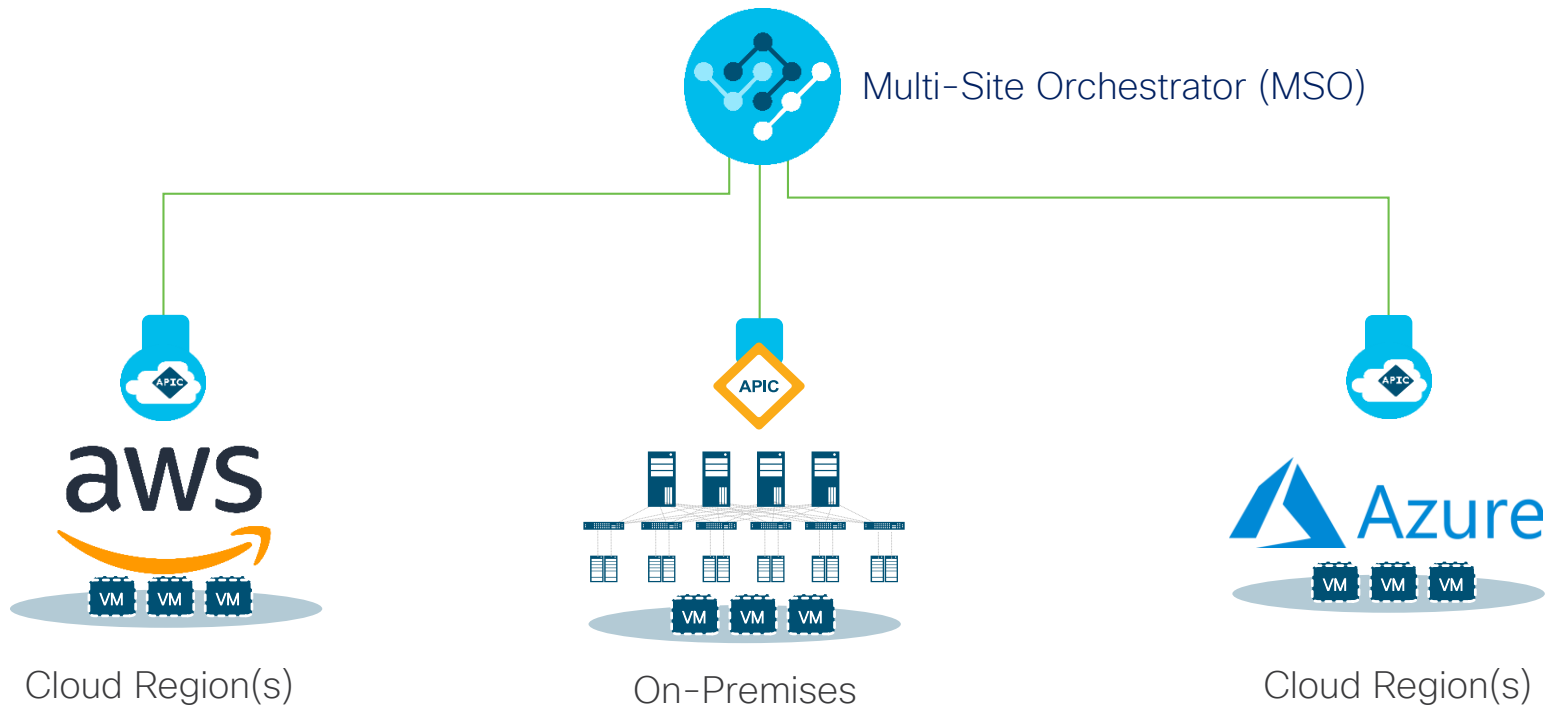 Multi-Site Orchestrator (MSO)
APIC
APIC
APIC
aws
Azure
VM VM VM
VM VM VM
VM VM VM
Cloud Region(s)
On-Premises
Cloud Region(s)